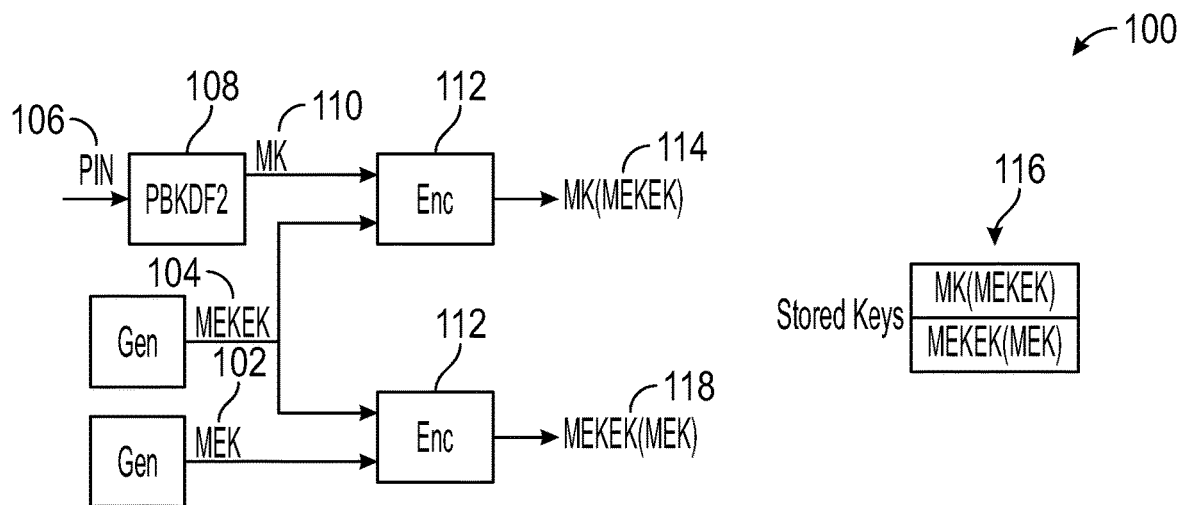 100
108
110
112
106
PIN
MK
114
116
PBKDF2
Enc
MK(MEKEK)
104
MK(MEKEK)
Gen
MEKEK
112
Stored Keys
MEKEK(MEK)
102
118
MEK
Enc
MEKEK(MEK)
Gen